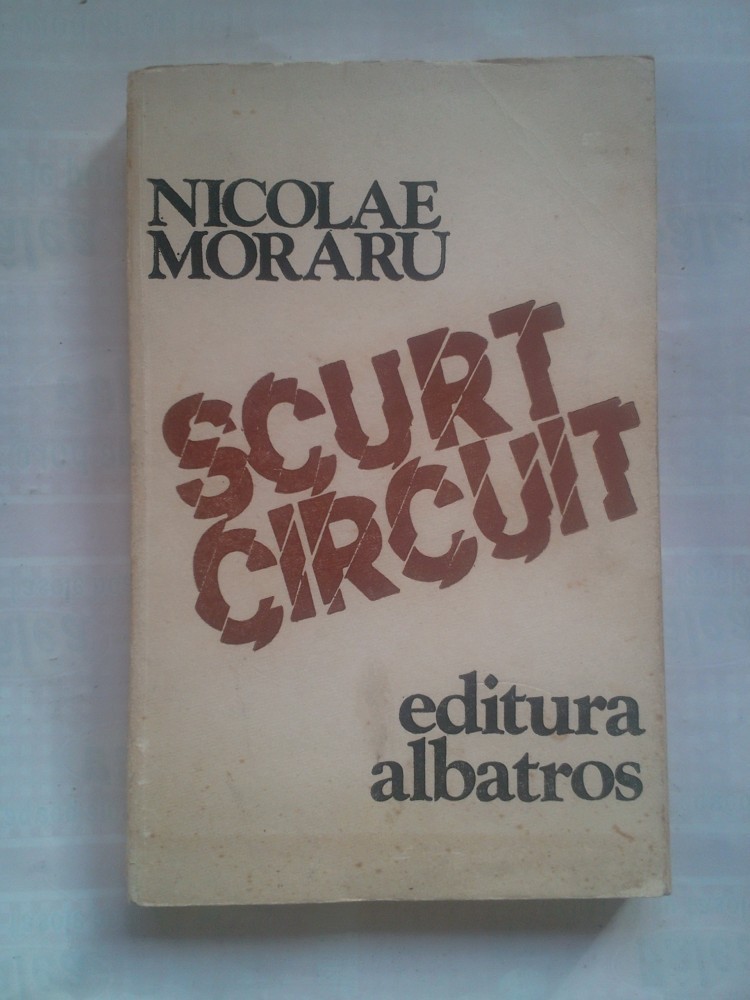 NICOLAE
MORARU
SCURT
CIRCUIT
editura
albatros